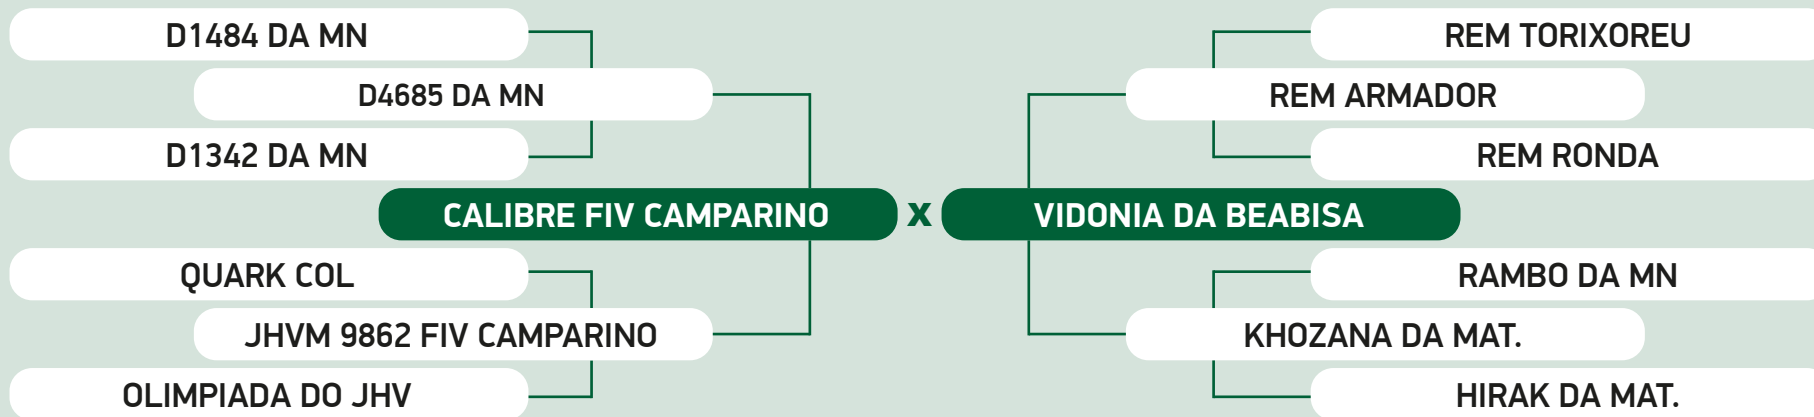 D1484 DA MN
REM TORIXOREU
D4685 DA MN
REM ARMADOR
D1342 DA MN
REM RONDA
CALIBRE FIV CAMPARINO X VIDONIA DA BEABISA
QUARK COL
RAMBO DA MN
JHVM 9862 FIV CAMPARINO
KHOZANA DA MAT.
OLIMPIADA DO JHV
HIRAK DA MAT.